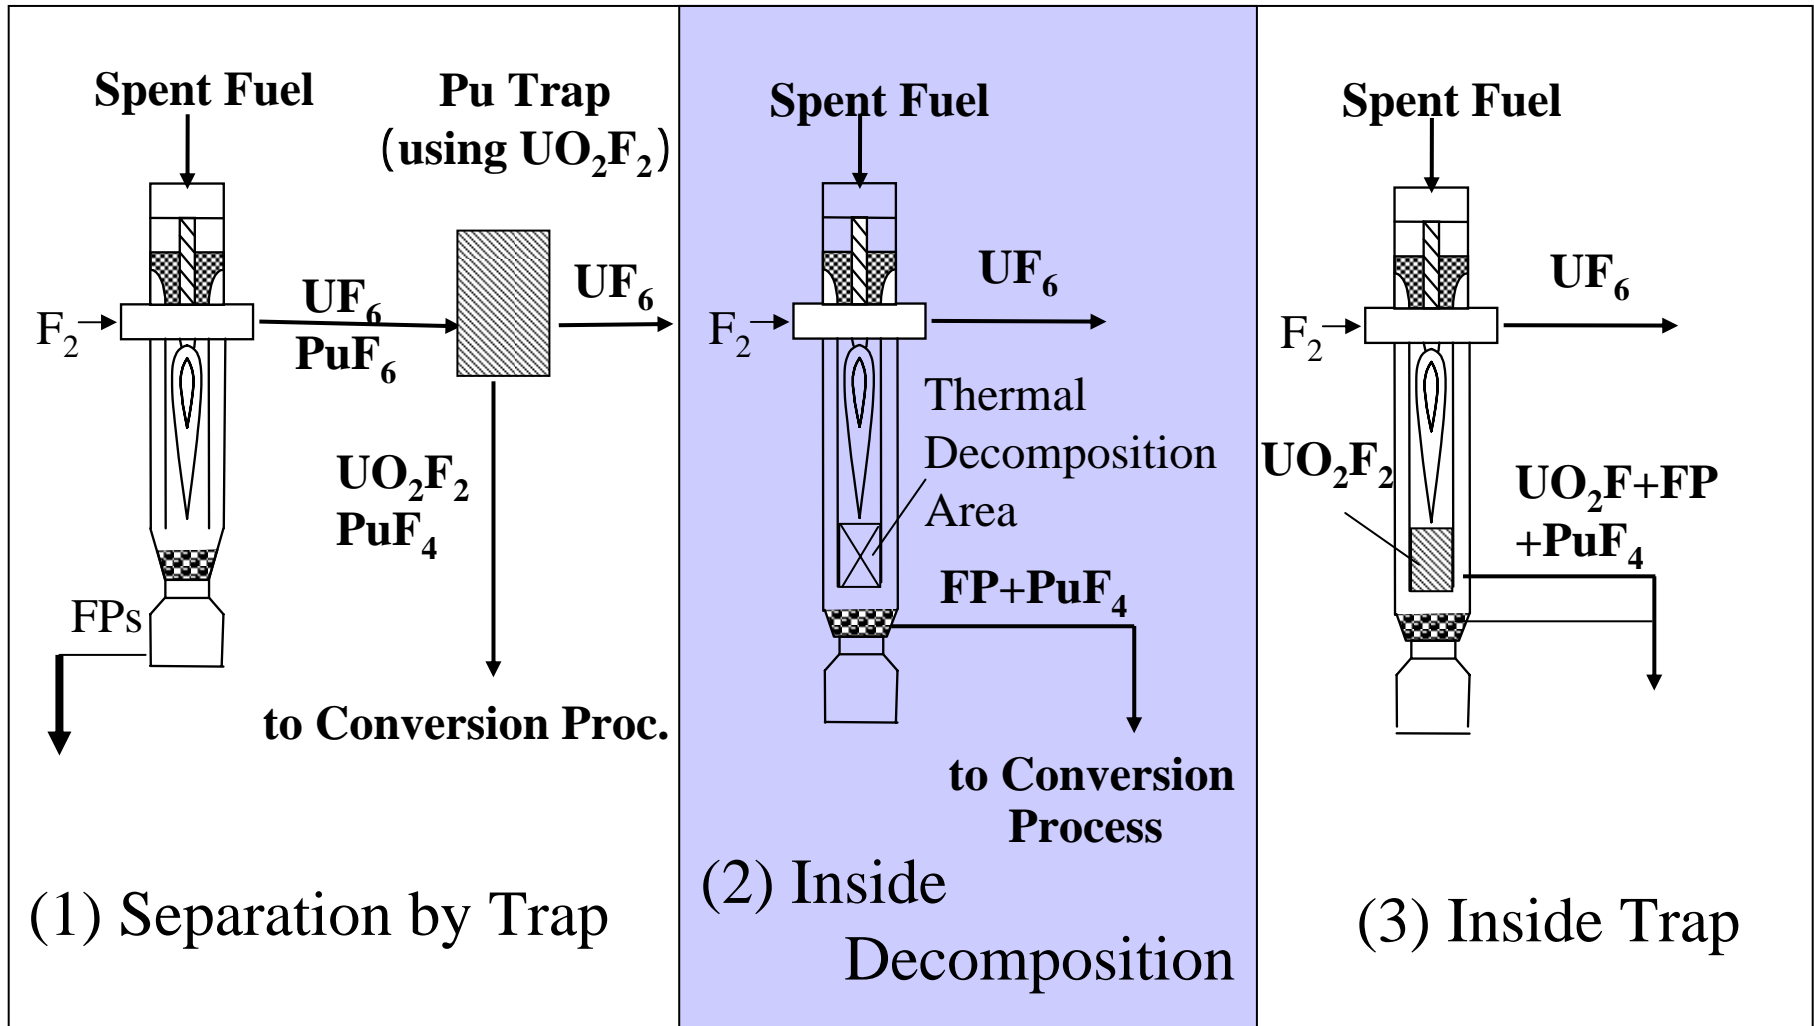 Spent Fuel
Pu Trap
(using UO₂F₂)
F₂
UF₆
PuF₆
UF₆
UO₂F₂
PuF₄
FPs
to Conversion Proc.
(1) Separation by Trap
Spent Fuel
F₂
UF₆
Thermal
Decomposition
Area
FP+PuF₄
to Conversion
Process
(2) Inside
Decomposition
Spent Fuel
F₂
UF₆
UO₂F₂
UO₂F+FP
+PuF₄
(3) Inside Trap